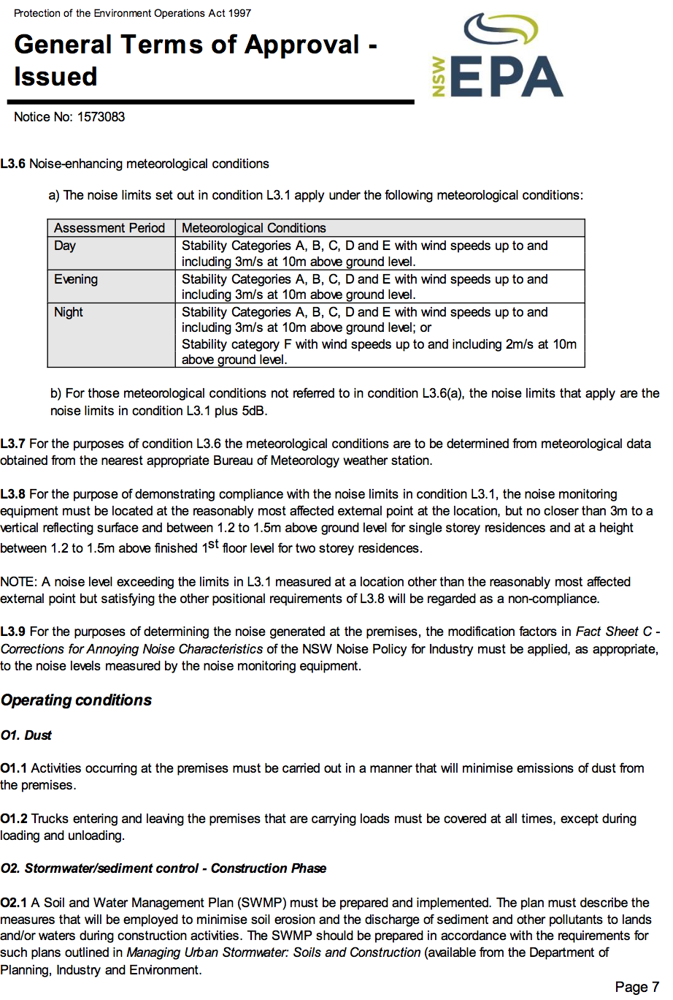 Protection of the Environment Operations Act 1997
General Terms of Approval -
Issued
NSW EPA
Notice No: 1573083
L3.6 Noise-enhancing meteorological conditions
a) The noise limits set out in condition L3.1 apply under the following meteorological conditions:
Assessment Period Meteorological Conditions
Day Stability Categories A, B, C, D and E with wind speeds up to and
including 3m/s at 10m above ground level.
Evening Stability Categories A, B, C, D and E with wind speeds up to and
including 3m/s at 10m above ground level.
Night Stability Categories A, B, C, D and E with wind speeds up to and
including 3m/s at 10m above ground level; or
Stability category F with wind speeds up to and including 2m/s at 10m
above ground level.
b) For those meteorological conditions not referred to in condition L3.6(a), the noise limits that apply are the
noise limits in condition L3.1 plus 5dB.
L3.7 For the purposes of condition L3.6 the meteorological conditions are to be determined from meteorological data
obtained from the nearest appropriate Bureau of Meteorology weather station.
L3.8 For the purpose of demonstrating compliance with the noise limits in condition L3.1, the noise monitoring
equipment must be located at the reasonably most affected external point at the location, but no closer than 3m to a
vertical reflecting surface and between 1.2 to 1.5m above ground level for single storey residences and at a height
between 1.2 to 1.5m above finished 1st floor level for two storey residences.
NOTE: A noise level exceeding the limits in L3.1 measured at a location other than the reasonably most affected
external point but satisfying the other positional requirements of L3.8 will be regarded as a non-compliance.
L3.9 For the purposes of determining the noise generated at the premises, the modification factors in Fact Sheet C -
Corrections for Annoying Noise Characteristics of the NSW Noise Policy for Industry must be applied, as appropriate,
to the noise levels measured by the noise monitoring equipment.
Operating conditions
O1. Dust
O1.1 Activities occurring at the premises must be carried out in a manner that will minimise emissions of dust from
the premises.
O1.2 Trucks entering and leaving the premises that are carrying loads must be covered at all times, except during
loading and unloading.
O2. Stormwater/sediment control - Construction Phase
O2.1 A Soil and Water Management Plan (SWMP) must be prepared and implemented. The plan must describe the
measures that will be employed to minimise soil erosion and the discharge of sediment and other pollutants to lands
and/or waters during construction activities. The SWMP should be prepared in accordance with the requirements for
such plans outlined in Managing Urban Stormwater: Soils and Construction (available from the Department of
Planning, Industry and Environment.
Page 7